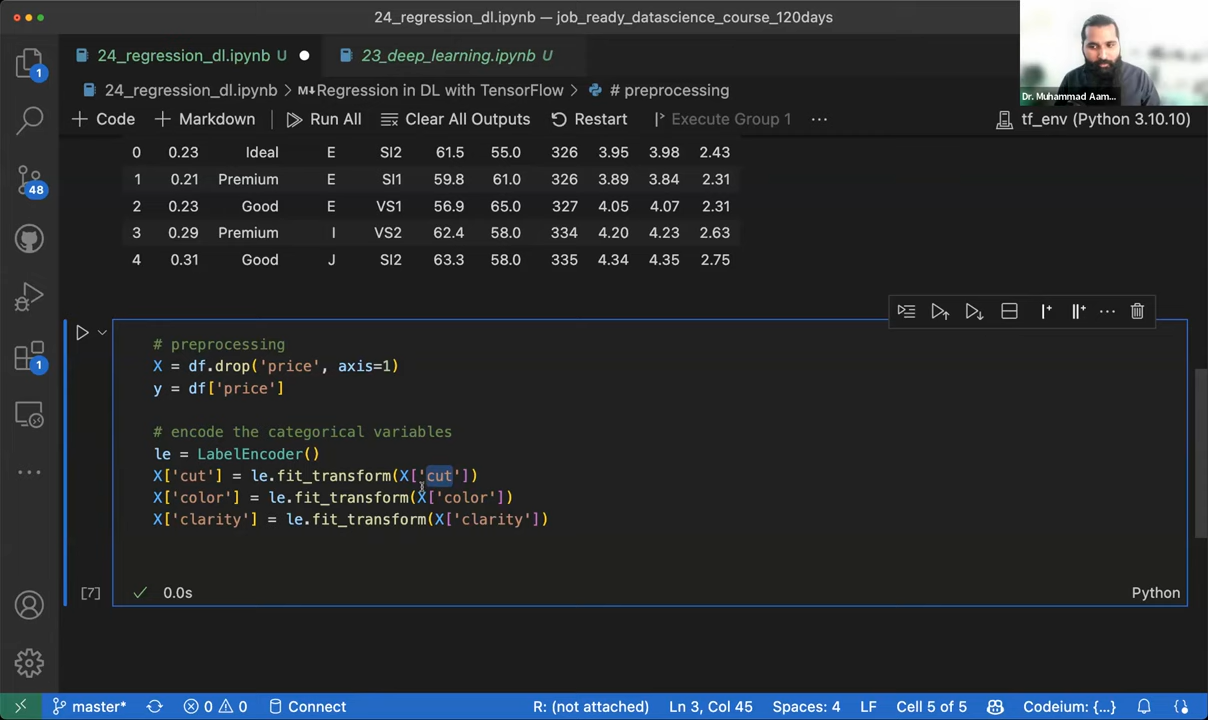 24_regression_dl.ipynb — job_ready_datascience_course_120days
24_regression_dl.ipynb U
23_deep_learning.ipynb U
24_regression_dl.ipynb > M↓Regression in DL with TensorFlow > # preprocessing
Dr. Muhammad Aam...
+ Code + Markdown Run All Clear All Outputs Restart Execute Group 1 ... tf_env (Python 3.10.10)
0 0.23 Ideal E SI2 61.5 55.0 326 3.95 3.98 2.43
1 0.21 Premium E SI1 59.8 61.0 326 3.89 3.84 2.31
2 0.23 Good E VS1 56.9 65.0 327 4.05 4.07 2.31
3 0.29 Premium I VS2 62.4 58.0 334 4.20 4.23 2.63
4 0.31 Good J SI2 63.3 58.0 335 4.34 4.35 2.75
# preprocessing
X = df.drop('price', axis=1)
y = df['price']
# encode the categorical variables
le = LabelEncoder()
X['cut'] = le.fit_transform(X['cut'])
X['color'] = le.fit_transform(X['color'])
X['clarity'] = le.fit_transform(X['clarity'])
[7] 0.0s Python
1
48
1
master* 0 0 Connect R: (not attached) Ln 3, Col 45 Spaces: 4 LF Cell 5 of 5 Codeium: {...}